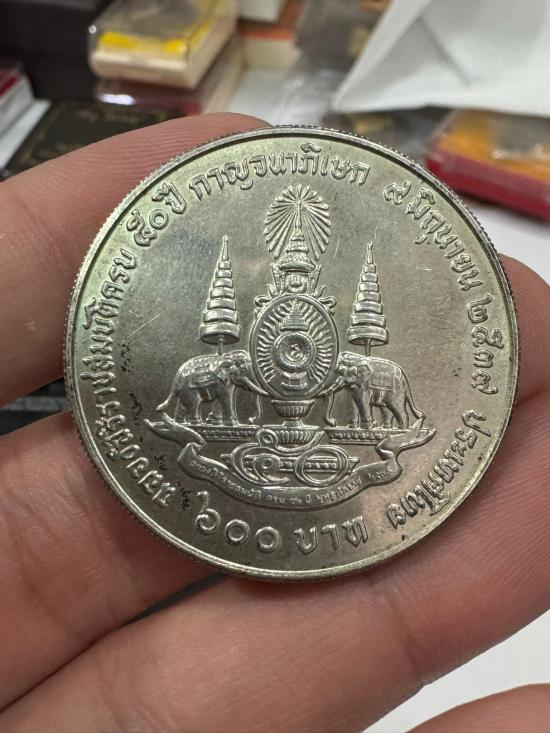 ฉลองสิริราชสมบัติครบ ๕๐ ปี กาญจนาภิเษก ๙ มิถุนายน ๒๕๓๙ ประเทศไทย
๖๐๐ บาท